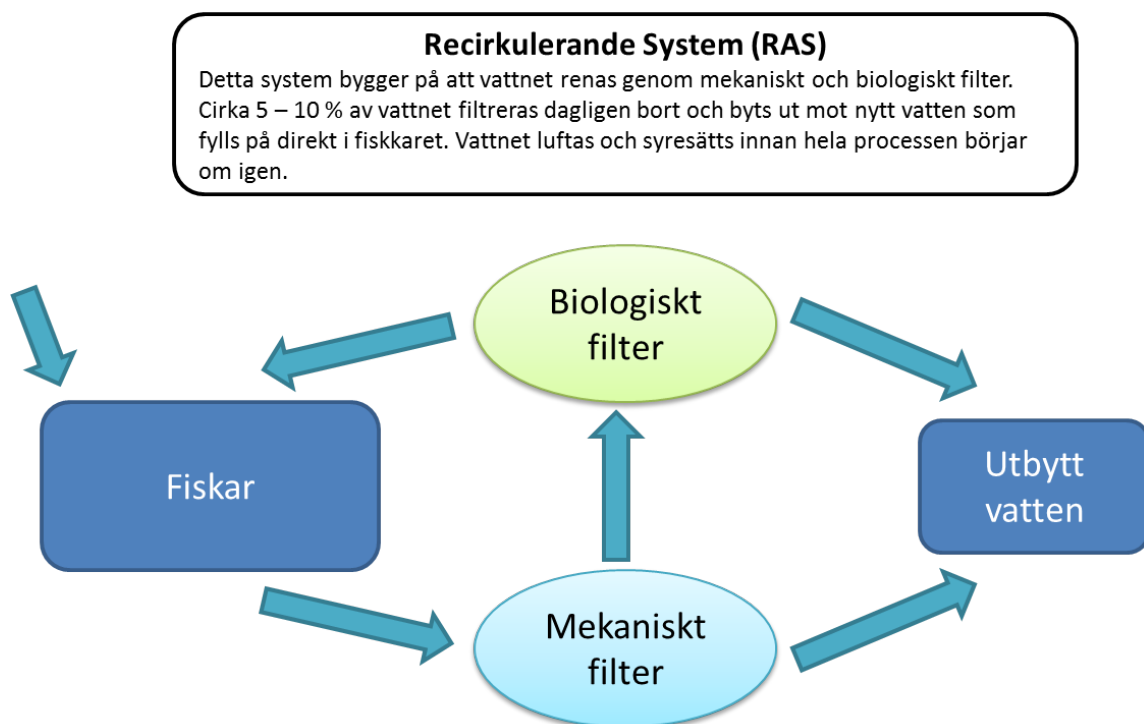 Recirkulerande System (RAS)
Detta system bygger på att vattnet renas genom mekaniskt och biologiskt filter.
Cirka 5 – 10 % av vattnet filtreras dagligen bort och byts ut mot nytt vatten som
fylls på direkt i fiskkaret. Vattnet luftas och syresätts innan hela processen börjar
om igen.
Biologiskt
filter
Fiskar
Utbytt
vatten
Mekaniskt
filter